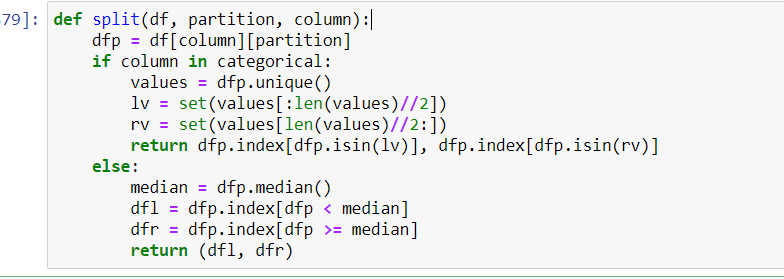 79]: def split(df, partition, column):
    dfp = df[column][partition]
    if column in categorical:
        values = dfp.unique()
        lv = set(values[:len(values)//2])
        rv = set(values[len(values)//2:])
        return dfp.index[dfp.isin(lv)], dfp.index[dfp.isin(rv)]
    else:
        median = dfp.median()
        dfl = dfp.index[dfp < median]
        dfr = dfp.index[dfp >= median]
        return (dfl, dfr)